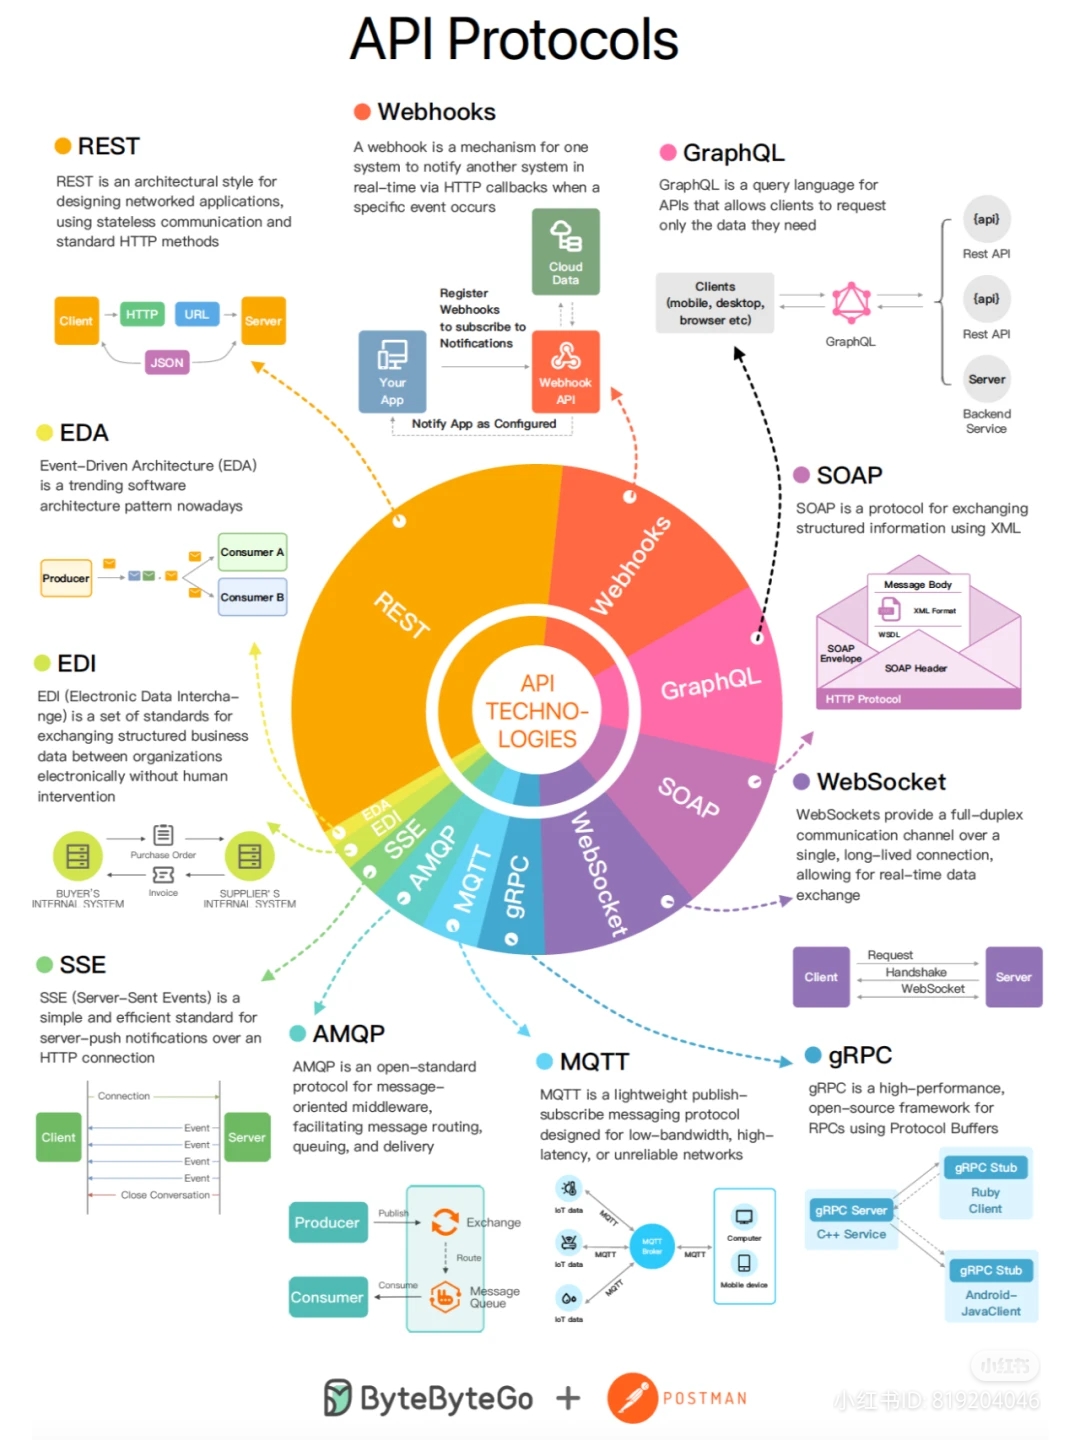 API Protocols
REST
REST is an architectural style for
designing networked applications,
using stateless communication and
standard HTTP methods
Client
HTTP
URL
Server
JSON
Webhooks
A webhook is a mechanism for one
system to notify another system in
real-time via HTTP callbacks when a
specific event occurs
Cloud
Data
Register
Webhooks
to subscribe to
Notifications
Your
App
Webhook
API
Notify App as Configured
GraphQL
GraphQL is a query language for
APIs that allows clients to request
only the data they need
Clients
(mobile, desktop,
browser etc)
GraphQL
{api}
Rest API
{api}
Rest API
Server
Backend
Service
EDA
Event-Driven Architecture (EDA)
is a trending software
architecture pattern nowadays
Producer
Consumer A
Consumer B
SOAP
SOAP is a protocol for exchanging
structured information using XML
Message Body
XML Format
WSDL
SOAP
Envelope
SOAP Header
HTTP Protocol
REST
Webhooks
GraphQL
SOAP
WebSocket
gRPC
MQTT
AMQP
SSE
EDI
EDA
API
TECHNO-
LOGIES
EDI
EDI (Electronic Data Intercha-
nge) is a set of standards for
exchanging structured business
data between organizations
electronically without human
intervention
Purchase Order
Invoice
BUYER'S
INTERNAL SYSTEM
SUPPLIER' S
INTERNAL SYSTEM
WebSocket
WebSockets provide a full-duplex
communication channel over a
single, long-lived connection,
allowing for real-time data
exchange
Client
Request
Handshake
WebSocket
Server
SSE
SSE (Server-Sent Events) is a
simple and efficient standard for
server-push notifications over an
HTTP connection
Connection
Client
Server
Event
Event
Event
Event
Close Conversation
AMQP
AMQP is an open-standard
protocol for message-
oriented middleware,
facilitating message routing,
queuing, and delivery
Producer
Publish
Exchange
Route
Consumer
Consume
Message
Queue
MQTT
MQTT is a lightweight publish-
subscribe messaging protocol
designed for low-bandwidth, high-
latency, or unreliable networks
IoT data
IoT data
IoT data
MQTT
MQTT
MQTT
MQTT
Broker
MQTT
Computer
Mobile device
gRPC
gRPC is a high-performance,
open-source framework for
RPCs using Protocol Buffers
gRPC Server
C++ Service
gRPC Stub
Ruby
Client
gRPC Stub
Android-
JavaClient
ByteByteGo + POSTMAN
小红书
小红书ID: 819204046